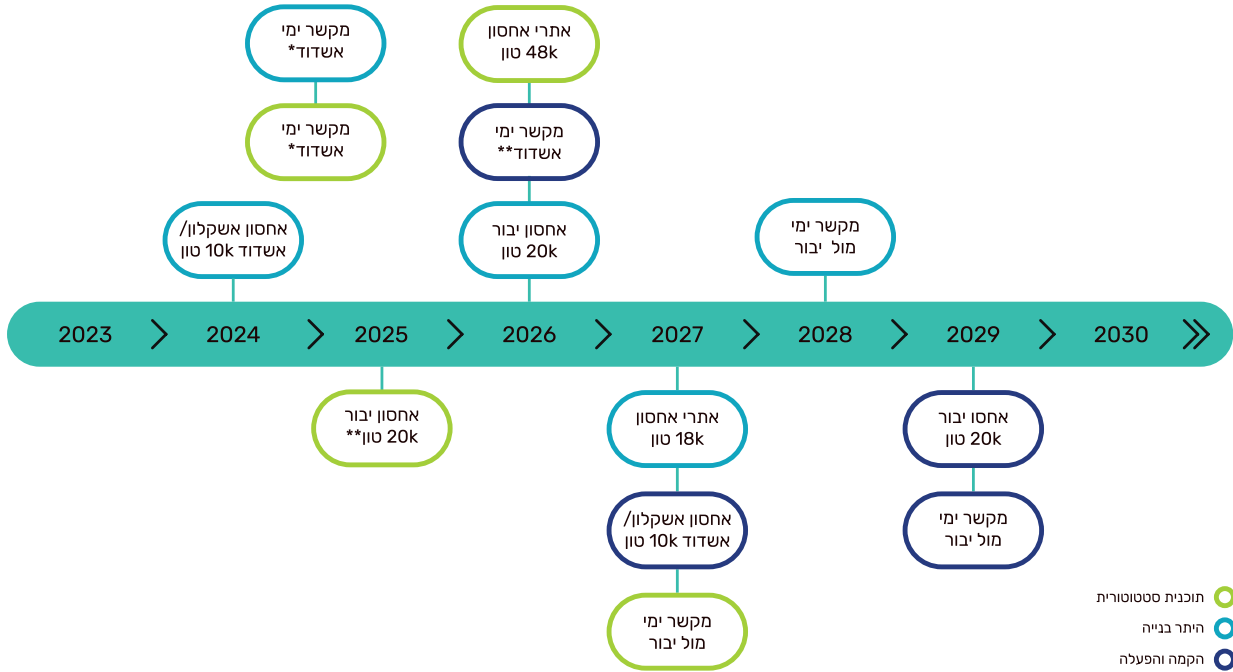 מקשר ימי
אשדוד*
מקשר ימי
אשדוד*
אחסון אשקלון/
אשדוד 10k טון
אתרי אחסון
48k טון
מקשר ימי
אשדוד**
אחסון יבור
20k טון
מקשר ימי
מול יבור
2023
2024
2025
2026
2027
2028
2029
2030
אחסון יבור
20k טון**
אתרי אחסון
18k טון
אחסון אשקלון/
אשדוד 10k טון
מקשר ימי
מול יבור
אחסו יבור
20k טון
מקשר ימי
מול יבור
תוכנית סטטוטורית
היתר בנייה
הקמה והפעלה